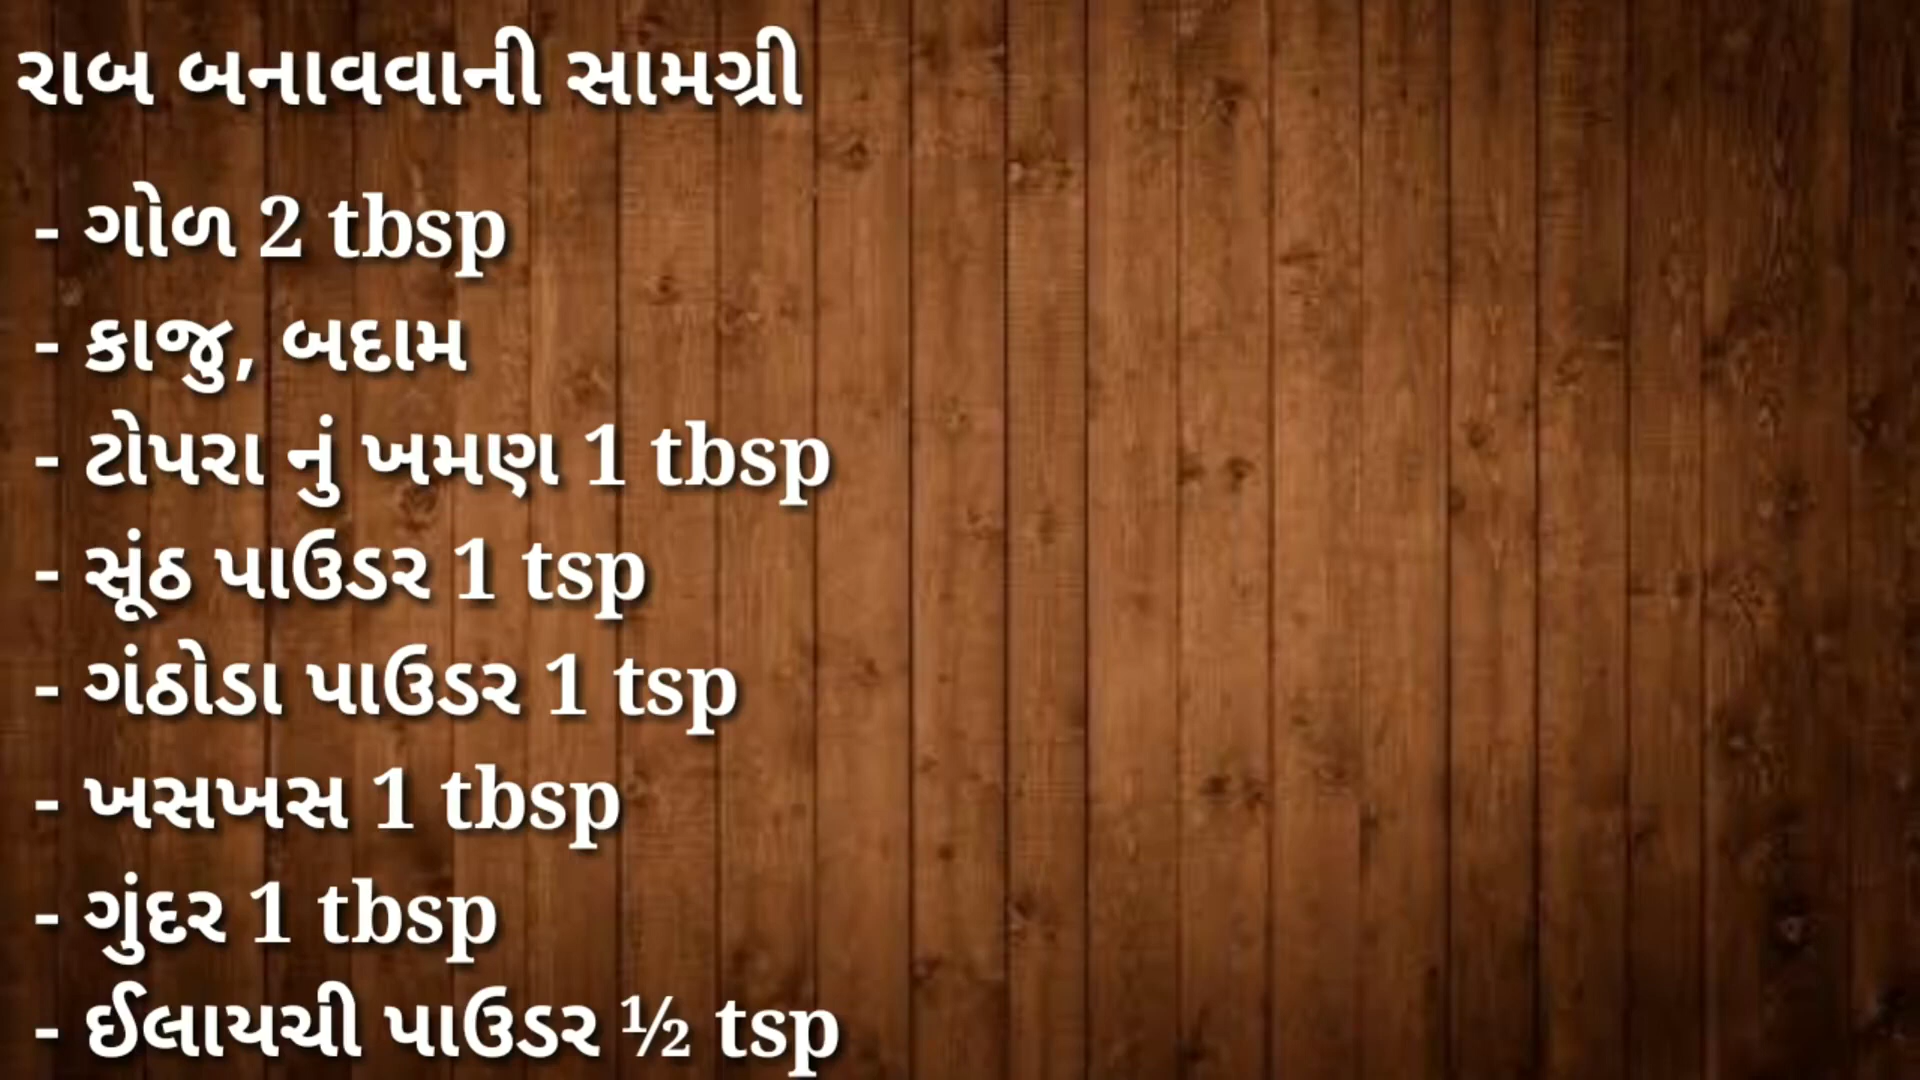 રાબ બનાવવાની સામગ્રી
- ગોળ 2 tbsp
- કાજુ, બદામ
- ટોપરા નું ખમણ 1 tbsp
- સૂંઠ પાઉડર 1 tsp
- ગંઠોડા પાઉડર 1 tsp
- ખસખસ 1 tbsp
- ગુંદર 1 tbsp
- ઈલાયચી પાઉડર ½ tsp